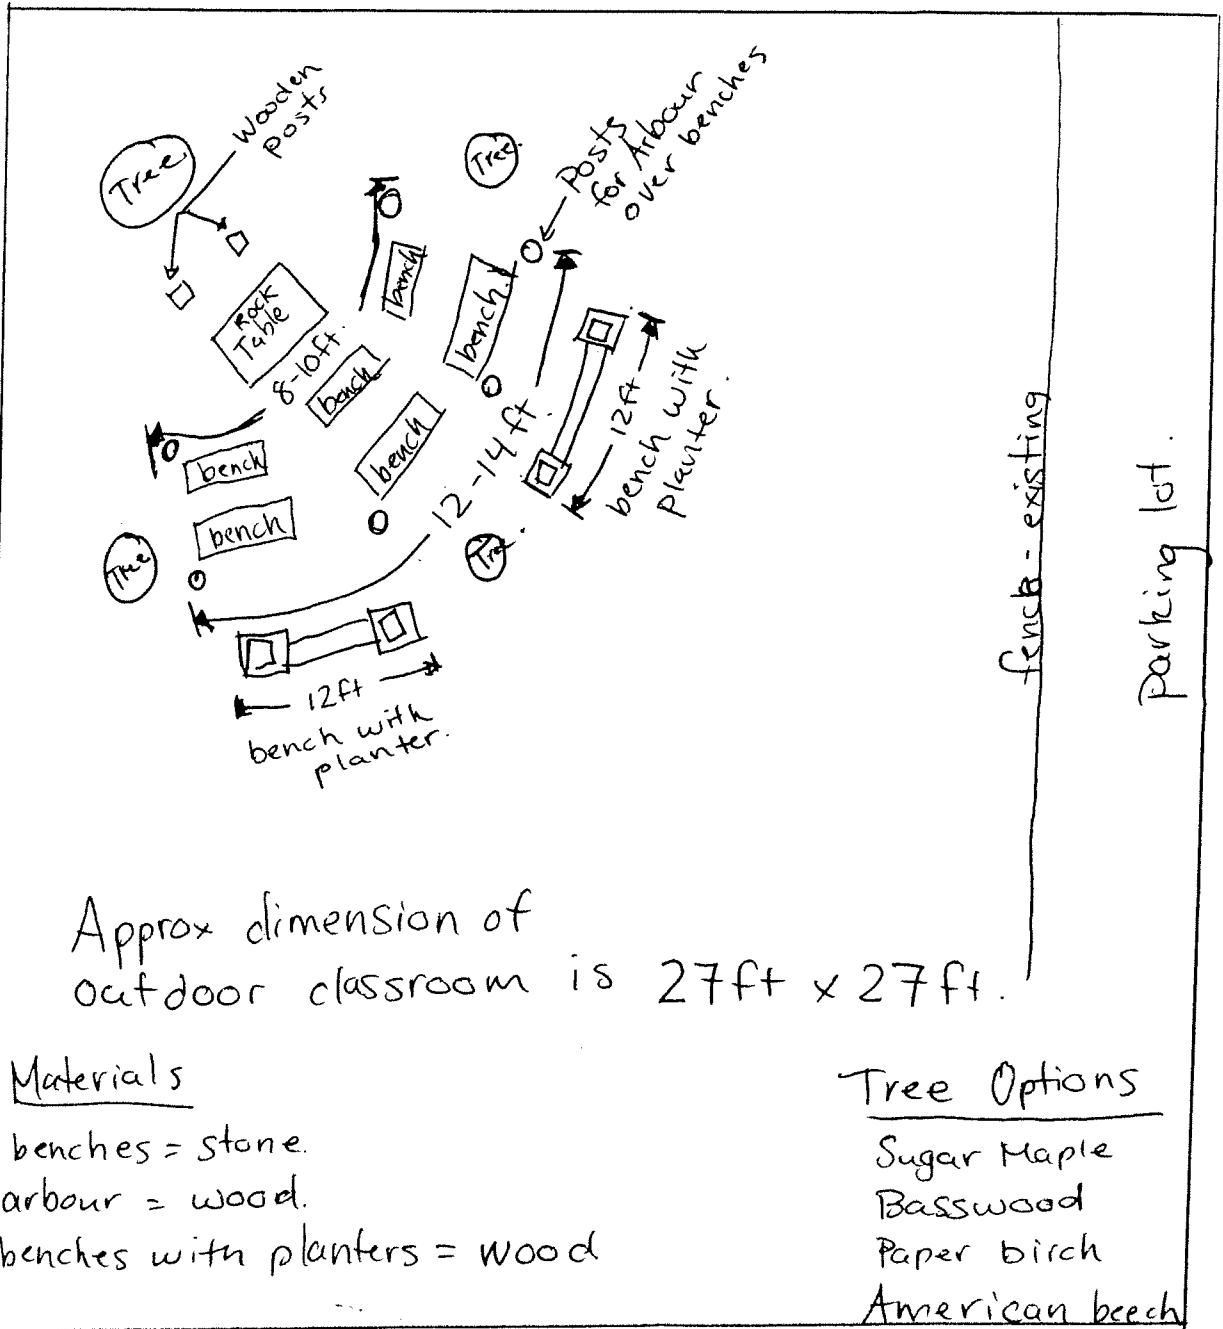 Wooden
posts
Tree
Tree.
Posts
for Arbour
over benches
Rock
Table
8-10ft.
bench
bench
bench.
bench
bench
bench
12-14 ft.
12ft
bench with
planter.
Tree
Tree.
bench
12ft
bench with
planter.
fence - existing
parking lot.
Approx dimension of
outdoor classroom is 27ft x 27ft.
Materials
benches = stone.
arbour = wood.
benches with planters = wood
Tree Options
Sugar Maple
Basswood
Paper birch
American beech